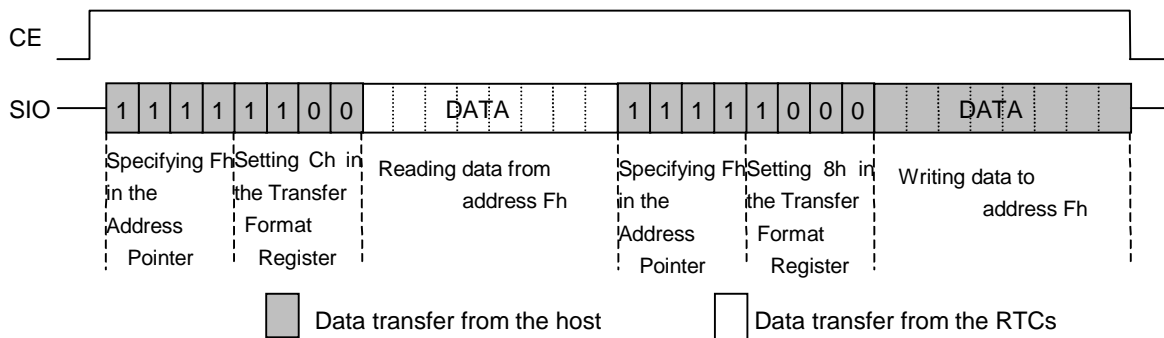 CE
SIO 1 1 1 1 1 1 0 0 DATA 1 1 1 1 1 0 0 0 DATA
Specifying Fh
in the
Address
Pointer
Setting Ch in
the Transfer
Format
Register
Reading data from
address Fh
Specifying Fh
in the
Address
Pointer
Setting 8h in
the Transfer
Format
Register
Writing data to
address Fh
Data transfer from the host
Data transfer from the RTCs